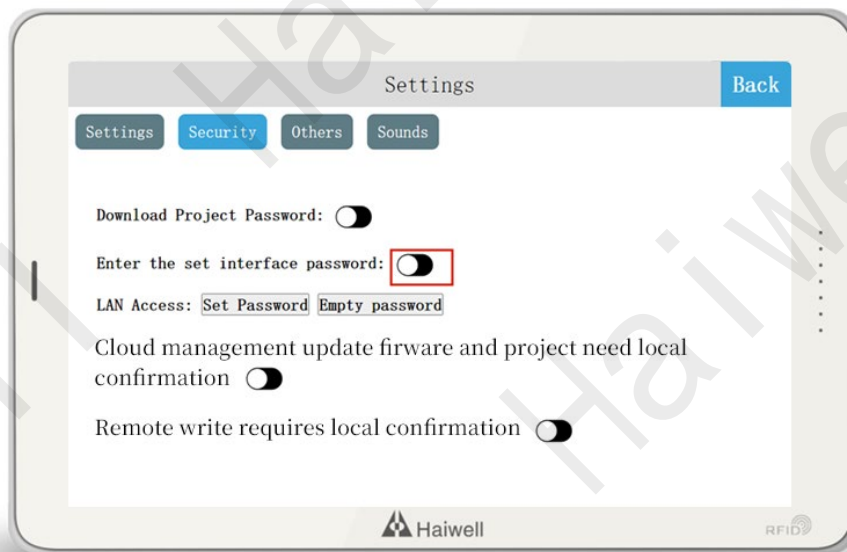 Settings
Back
Settings
Security
Others
Sounds
Download Project Password:
Enter the set interface password:
LAN Access: Set Password Empty password
Cloud management update firware and project need local
confirmation
Remote write requires local confirmation
Haiwell
RFID